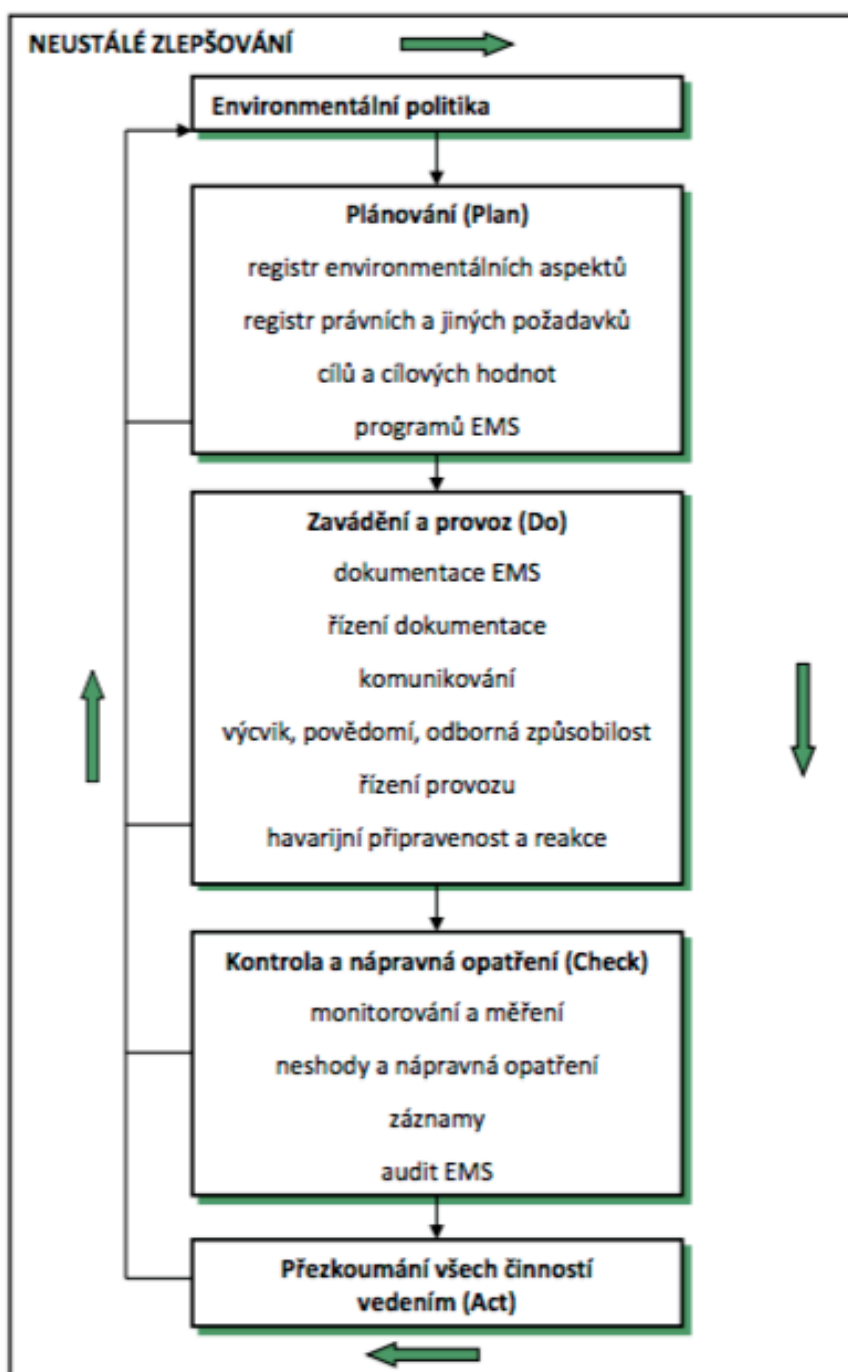 NEUSTÁLÉ ZLEPŠOVÁNÍ
Environmentální politika
Plánování (Plan)
registr environmentálních aspektů
registr právních a jiných požadavků
cílů a cílových hodnot
programů EMS
Zavádění a provoz (Do)
dokumentace EMS
řízení dokumentace
komunikování
výcvik, povědomí, odborná způsobilost
řízení provozu
havarijní připravenost a reakce
Kontrola a nápravná opatření (Check)
monitorování a měření
neshody a nápravná opatření
záznamy
audit EMS
Přezkoumání všech činností
vedením (Act)